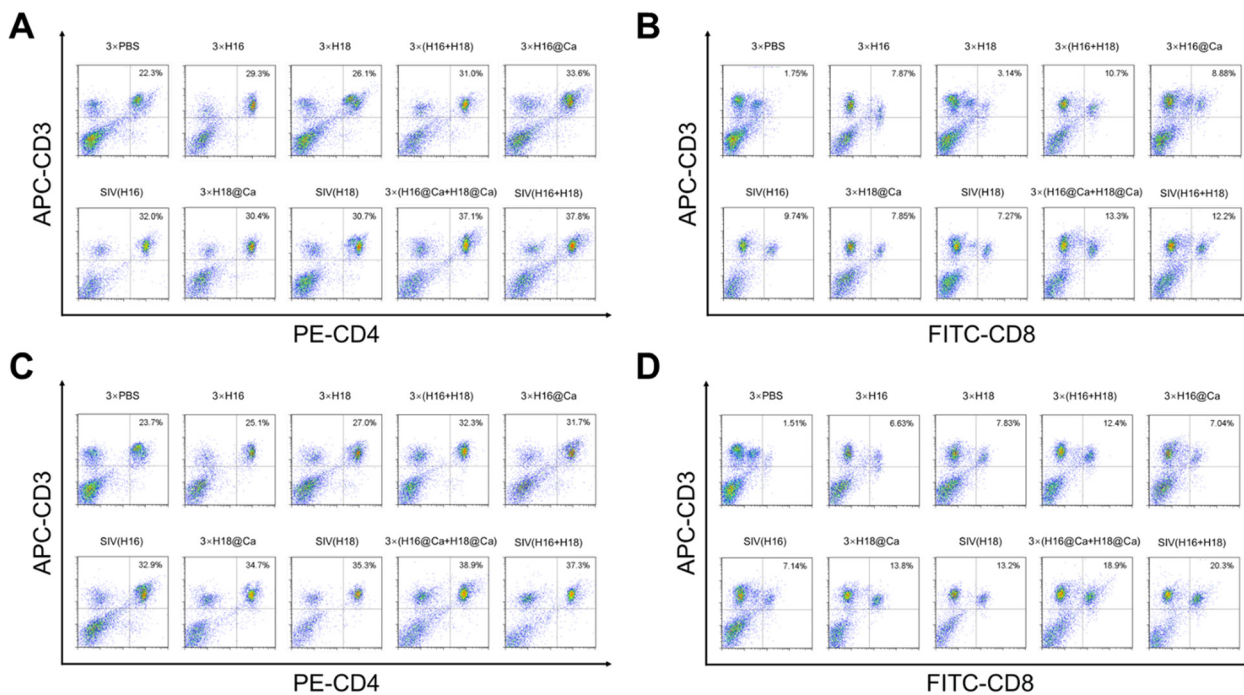 A
3×PBS 3×H16 3×H18 3×(H16+H18) 3×H16@Ca
22.3% 29.3% 26.1% 31.0% 33.6%
SIV(H16) 3×H18@Ca SIV(H18) 3×(H16@Ca+H18@Ca) SIV(H16+H18)
32.0% 30.4% 30.7% 37.1% 37.8%
APC-CD3
PE-CD4
B
3×PBS 3×H16 3×H18 3×(H16+H18) 3×H16@Ca
1.75% 7.87% 3.14% 10.7% 8.88%
SIV(H16) 3×H18@Ca SIV(H18) 3×(H16@Ca+H18@Ca) SIV(H16+H18)
9.74% 7.85% 7.27% 13.3% 12.2%
APC-CD3
FITC-CD8
C
3×PBS 3×H16 3×H18 3×(H16+H18) 3×H16@Ca
23.7% 25.1% 27.0% 32.3% 31.7%
SIV(H16) 3×H18@Ca SIV(H18) 3×(H16@Ca+H18@Ca) SIV(H16+H18)
32.9% 34.7% 35.3% 38.9% 37.3%
APC-CD3
PE-CD4
D
3×PBS 3×H16 3×H18 3×(H16+H18) 3×H16@Ca
1.51% 6.63% 7.83% 12.4% 7.04%
SIV(H16) 3×H18@Ca SIV(H18) 3×(H16@Ca+H18@Ca) SIV(H16+H18)
7.14% 13.8% 13.2% 18.9% 20.3%
APC-CD3
FITC-CD8